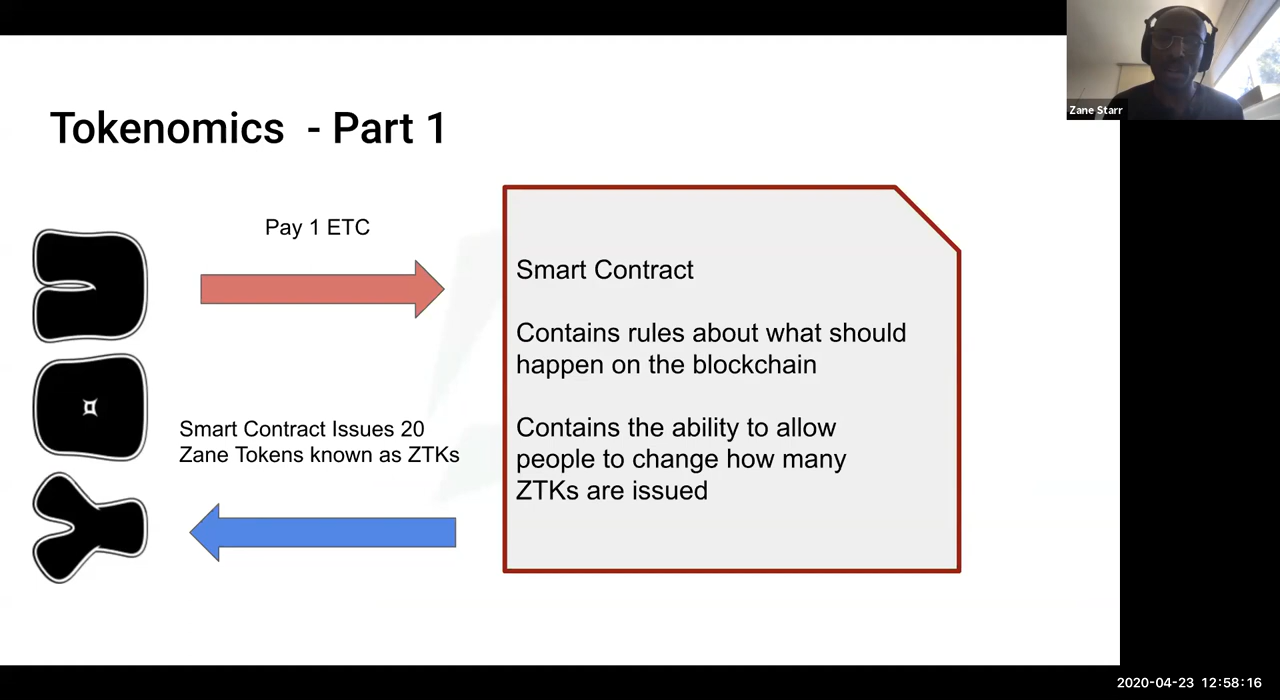 Zane Starr
Tokenomics - Part 1
Pay 1 ETC
Smart Contract Issues 20
Zane Tokens known as ZTKs
Smart Contract
Contains rules about what should
happen on the blockchain
Contains the ability to allow
people to change how many
ZTKs are issued
2020-04-23 12:58:16